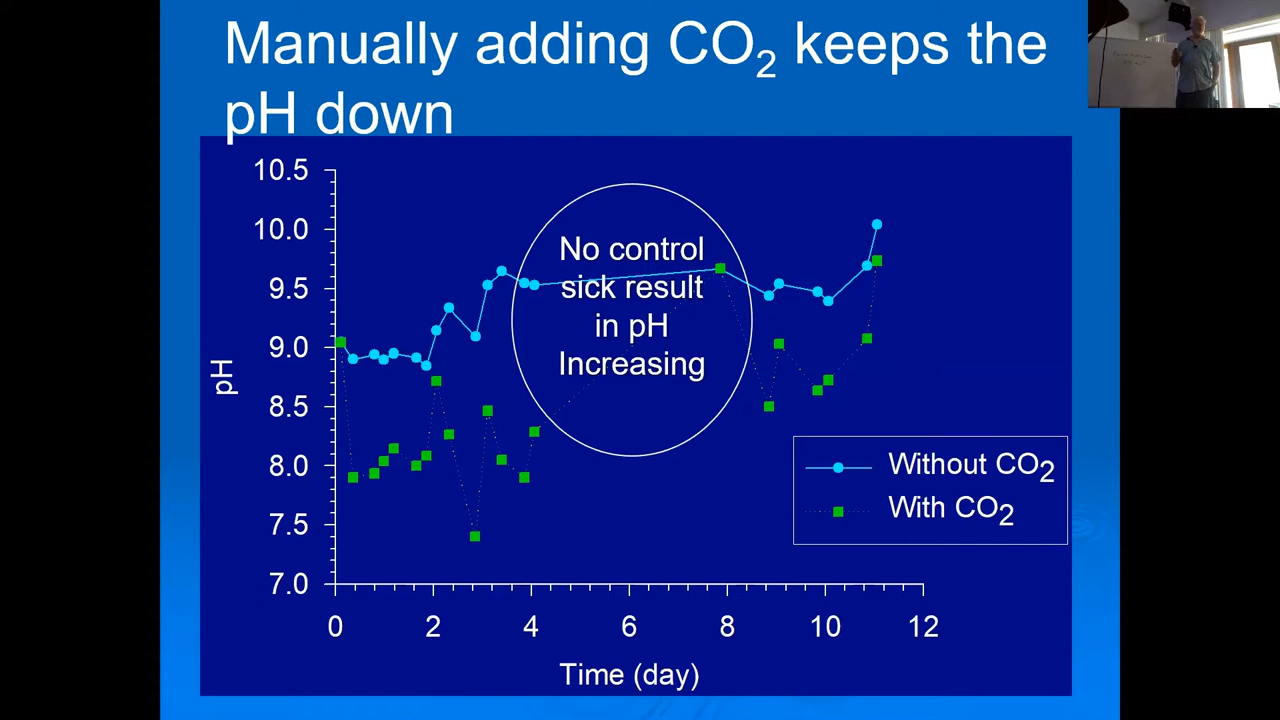 Manually adding CO₂ keeps the
pH down
10.5
10.0
9.5
9.0
8.5
8.0
7.5
7.0
pH
No control
sick result
in pH
Increasing
Without CO₂
With CO₂
0 2 4 6 8 10 12
Time (day)